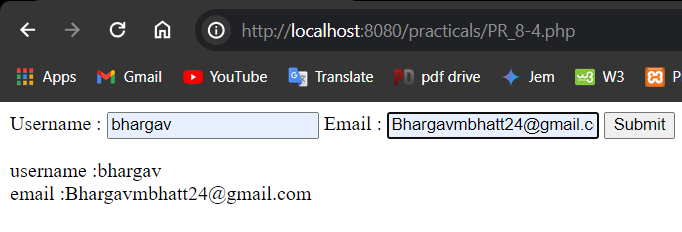 http://localhost:8080/practicals/PR_8-4.php
Apps Gmail YouTube Translate PD pdf drive Jem W3 P
Username : bhargav Email : Bhargavmbhatt24@gmail.c Submit
username :bhargav
email :Bhargavmbhatt24@gmail.com